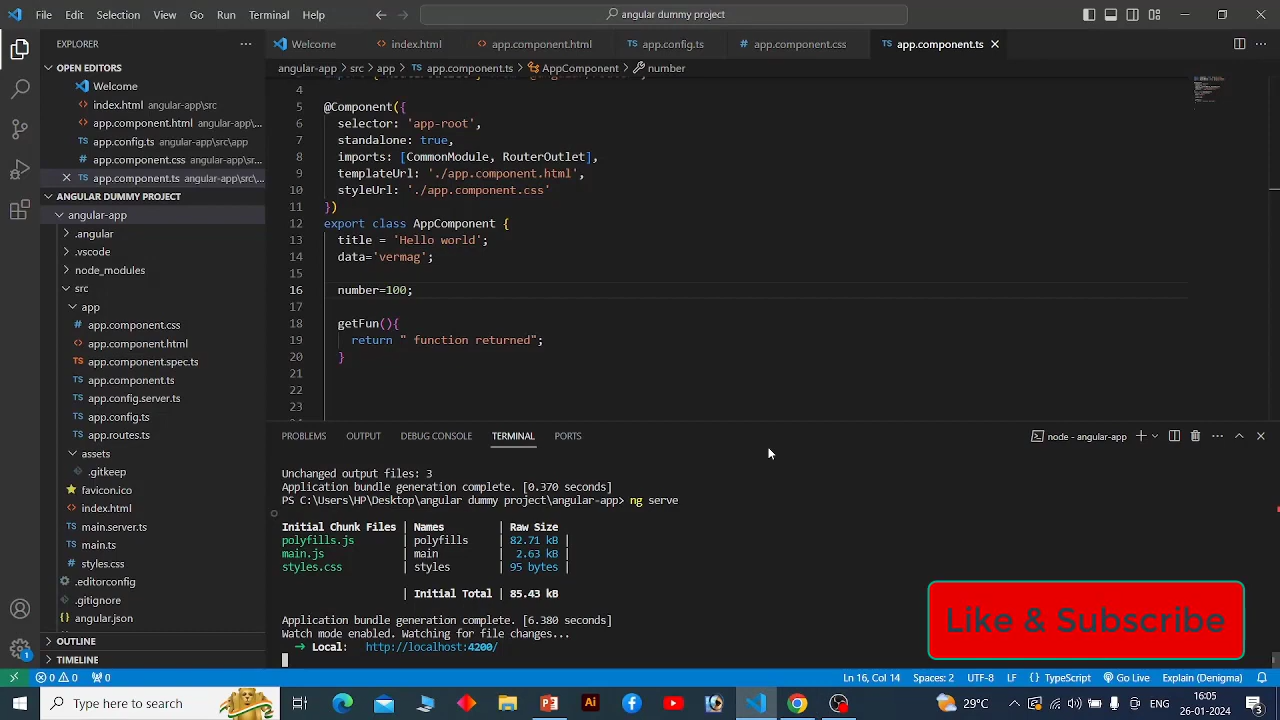 File Edit Selection View Go Run Terminal Help
angular dummy project
EXPLORER
Welcome
index.html
app.component.html
app.config.ts
app.component.css
app.component.ts
OPEN EDITORS
Welcome
index.html angular-app\src
app.component.html angular-app\...
app.config.ts angular-app\src\app
app.component.css angular-app\sr...
app.component.ts angular-app\src\...
ANGULAR DUMMY PROJECT
angular-app
.angular
.vscode
node_modules
src
app
app.component.css
app.component.html
app.component.spec.ts
app.component.ts
app.config.server.ts
app.config.ts
app.routes.ts
assets
.gitkeep
favicon.ico
index.html
main.server.ts
main.ts
styles.css
.editorconfig
.gitignore
angular.json
OUTLINE
TIMELINE
angular-app > src > app > app.component.ts > AppComponent > number
4
5 @Component({
6 selector: 'app-root',
7 standalone: true,
8 imports: [CommonModule, RouterOutlet],
9 templateUrl: './app.component.html',
10 styleUrl: './app.component.css'
11 })
12 export class AppComponent {
13 title = 'Hello world';
14 data='vermag';
15
16 number=100;
17
18 getFun(){
19 return " function returned";
20 }
21
22
23
PROBLEMS OUTPUT DEBUG CONSOLE TERMINAL PORTS
node - angular-app
Unchanged output files: 3
Application bundle generation complete. [0.370 seconds]
PS C:\Users\HP\Desktop\angular dummy project\angular-app> ng serve
Initial Chunk Files | Names | Raw Size
polyfills.js | polyfills | 82.71 kB |
main.js | main | 2.63 kB |
styles.css | styles | 95 bytes |
| Initial Total | 85.43 kB
Application bundle generation complete. [6.380 seconds]
Watch mode enabled. Watching for file changes...
➜ Local: http://localhost:4200/
Like & Subscribe
1
0 0 0
Ln 16, Col 14 Spaces: 2 UTF-8 LF TypeScript Go Live Explain (Denigma)
Type here to search
29°C
ENG
16:05
26-01-2024
3